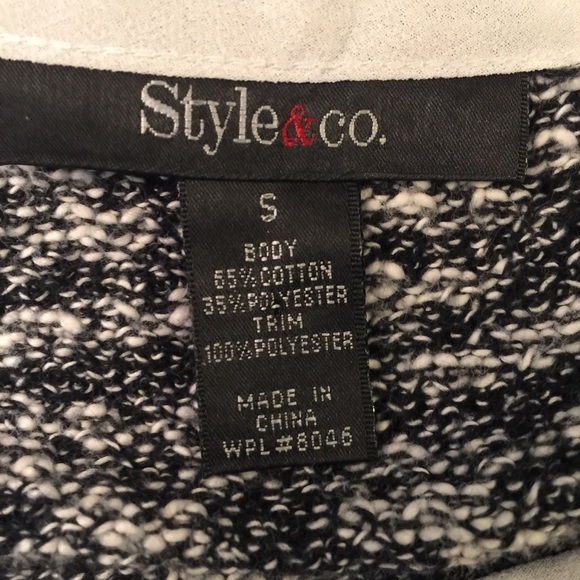 Style&co.
S
BODY
65%COTTON
35%POLYESTER
TRIM
100%POLYESTER
MADE IN
CHINA
WPL#8046